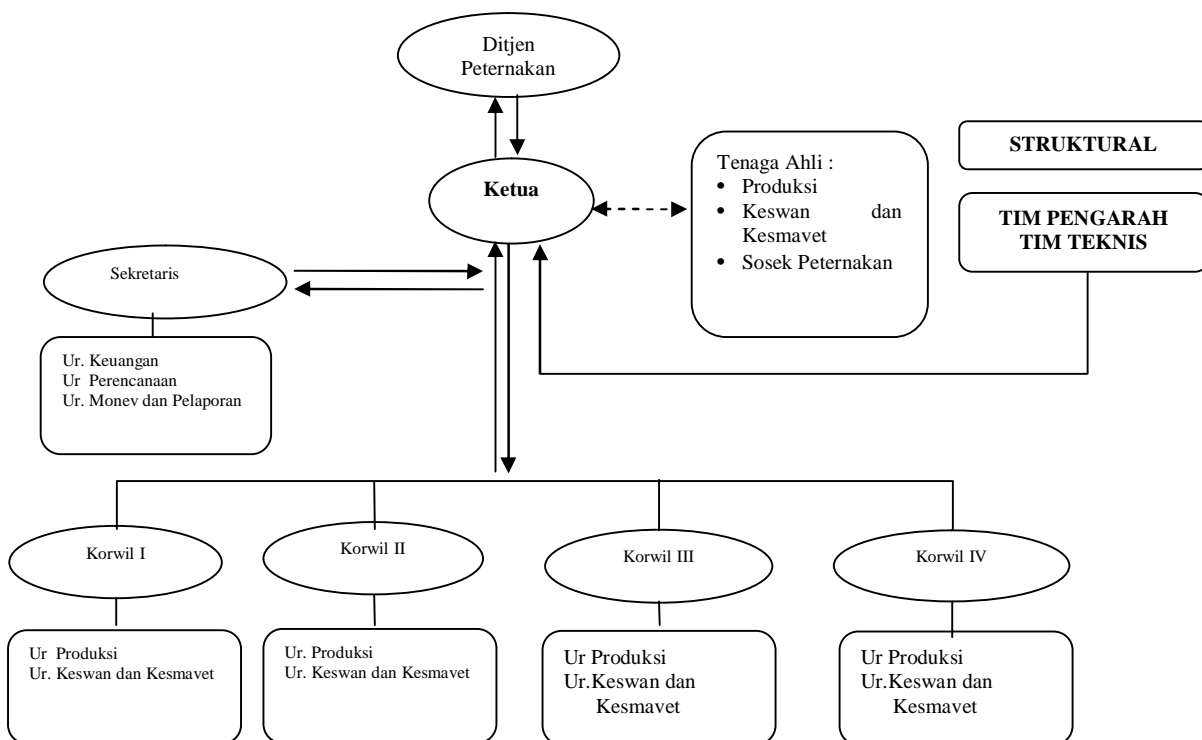 Ditjen
Peternakan
Ketua
Tenaga Ahli :
• Produksi
• Keswan dan
Kesmavet
• Sosek Peternakan
STRUKTURAL
TIM PENGARAH
TIM TEKNIS
Sekretaris
Ur. Keuangan
Ur Perencanaan
Ur. Monev dan Pelaporan
Korwil I
Korwil II
Korwil III
Korwil IV
Ur Produksi
Ur. Keswan dan Kesmavet
Ur. Produksi
Ur. Keswan dan Kesmavet
Ur Produksi
Ur.Keswan dan
Kesmavet
Ur Produksi
Ur.Keswan dan
Kesmavet